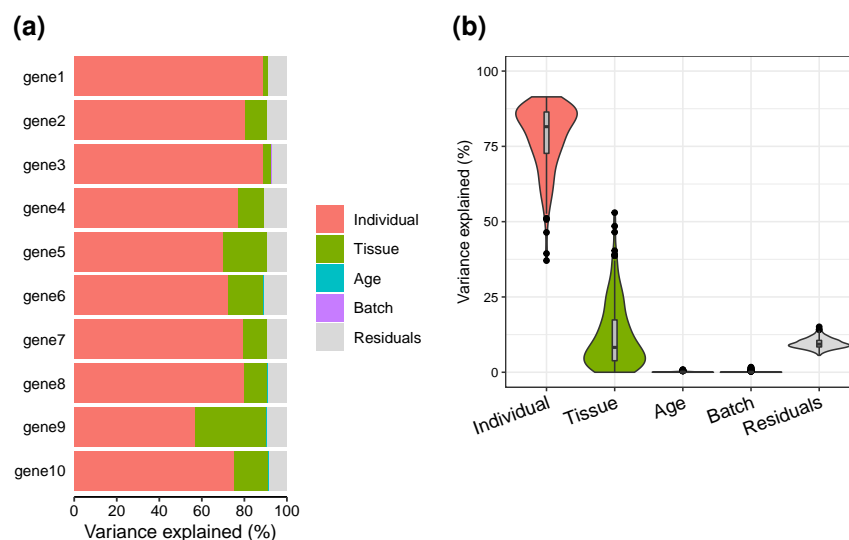 (a)
gene1
gene2
gene3
gene4
gene5
gene6
gene7
gene8
gene9
gene10
0 20 40 60 80 100
Variance explained (%)
Individual
Tissue
Age
Batch
Residuals
(b)
Variance explained (%)
100
75
50
25
0
Individual
Tissue
Age
Batch
Residuals